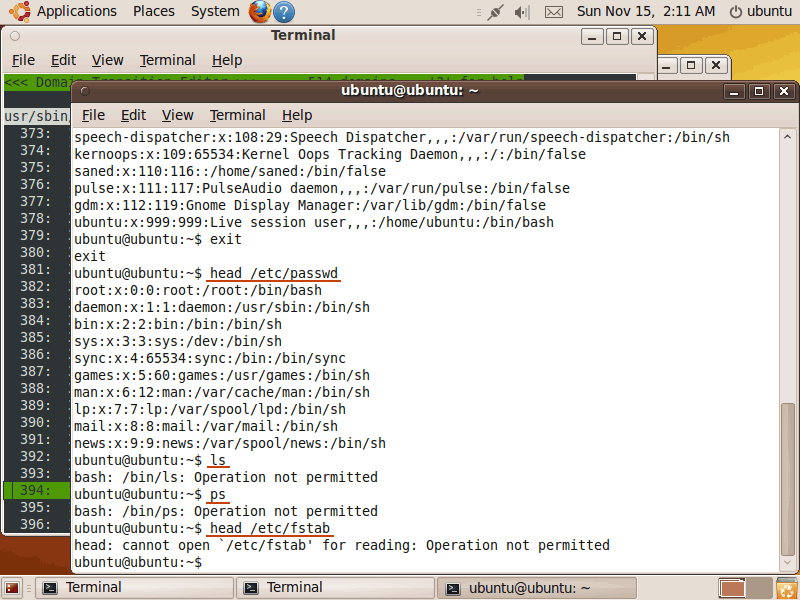 Applications Places System Sun Nov 15, 2:11 AM ubuntu
Terminal
File Edit View Terminal Help
<<< Domain Transition Editor
usr/sbin/
373:
374:
375:
376:
377:
378:
379:
380:
381:
382:
383:
384:
385:
386:
387:
388:
389:
390:
391:
392:
393:
394:
395:
396:
ubuntu@ubuntu: ~
File Edit View Terminal Help
speech-dispatcher:x:108:29:Speech Dispatcher,,,:/var/run/speech-dispatcher:/bin/sh
kernoops:x:109:65534:Kernel Oops Tracking Daemon,,,:/:/bin/false
saned:x:110:116::/home/saned:/bin/false
pulse:x:111:117:PulseAudio daemon,,,:/var/run/pulse:/bin/false
gdm:x:112:119:Gnome Display Manager:/var/lib/gdm:/bin/false
ubuntu:x:999:999:Live session user,,,:/home/ubuntu:/bin/bash
ubuntu@ubuntu:~$ exit
exit
ubuntu@ubuntu:~$ head /etc/passwd
root:x:0:0:root:/root:/bin/bash
daemon:x:1:1:daemon:/usr/sbin:/bin/sh
bin:x:2:2:bin:/bin:/bin/sh
sys:x:3:3:sys:/dev:/bin/sh
sync:x:4:65534:sync:/bin:/bin/sync
games:x:5:60:games:/usr/games:/bin/sh
man:x:6:12:man:/var/cache/man:/bin/sh
lp:x:7:7:lp:/var/spool/lpd:/bin/sh
mail:x:8:8:mail:/var/mail:/bin/sh
news:x:9:9:news:/var/spool/news:/bin/sh
ubuntu@ubuntu:~$ ls
bash: /bin/ls: Operation not permitted
ubuntu@ubuntu:~$ ps
bash: /bin/ps: Operation not permitted
ubuntu@ubuntu:~$ head /etc/fstab
head: cannot open `/etc/fstab' for reading: Operation not permitted
ubuntu@ubuntu:~$
Terminal Terminal ubuntu@ubuntu: ~